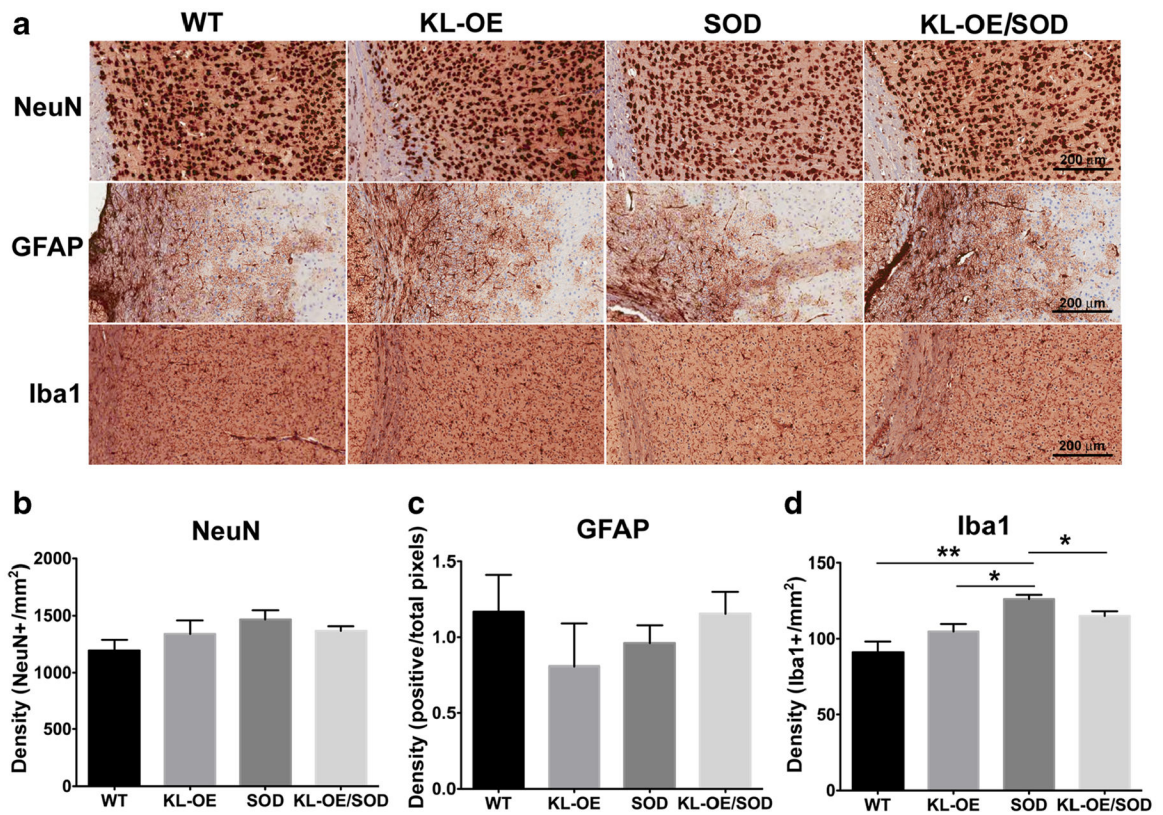 a
WT KL-OE SOD KL-OE/SOD
NeuN
200 μm
GFAP
200 μm
Iba1
200 μm
b
NeuN
Density (NeuN+/mm²)
2000
1500
1000
500
0
WT KL-OE SOD KL-OE/SOD
c
GFAP
Density (positive/total pixels)
1.5
1.0
0.5
0.0
WT KL-OE SOD KL-OE/SOD
d
Iba1
Density (Iba1+/mm²)
150
100
50
0
** *
*
WT KL-OE SOD KL-OE/SOD